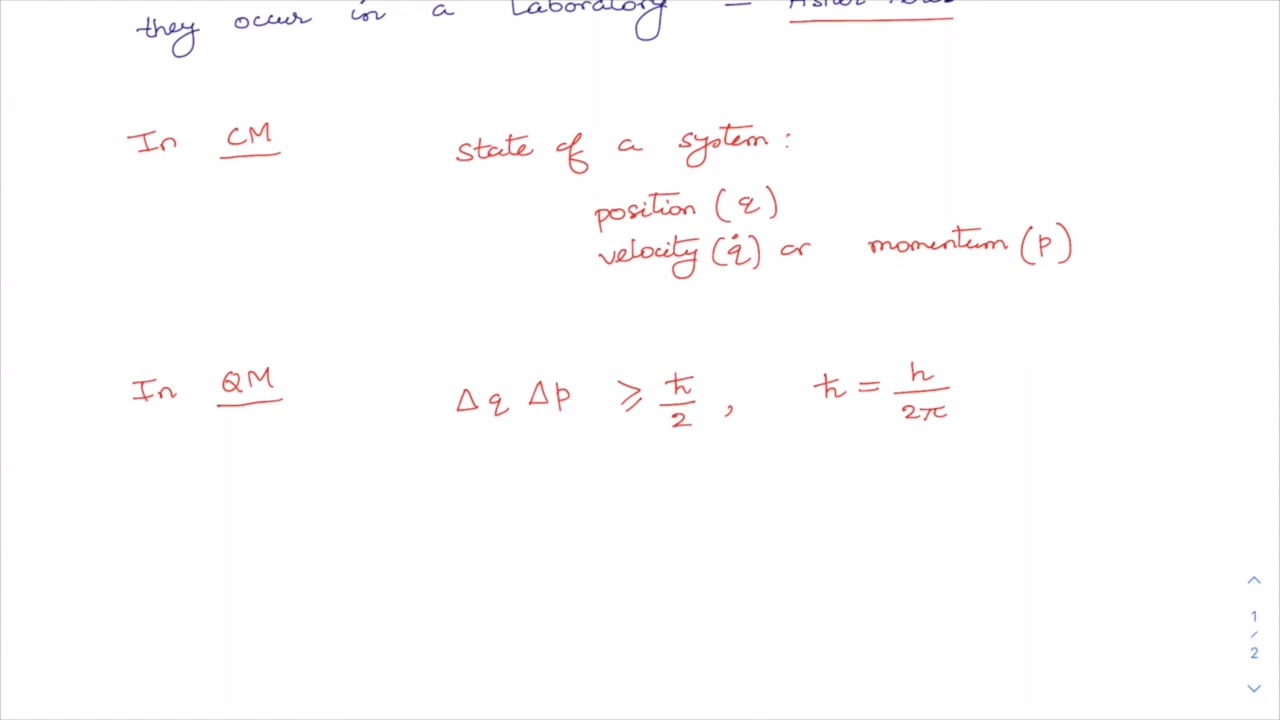 they occur in a Laboratory —
In CM state of a system :
position (q)
velocity (q̇) or momentum (p)
In QM Δq Δp ⩾ ħ/2 , ħ = h/2π
1
/
2